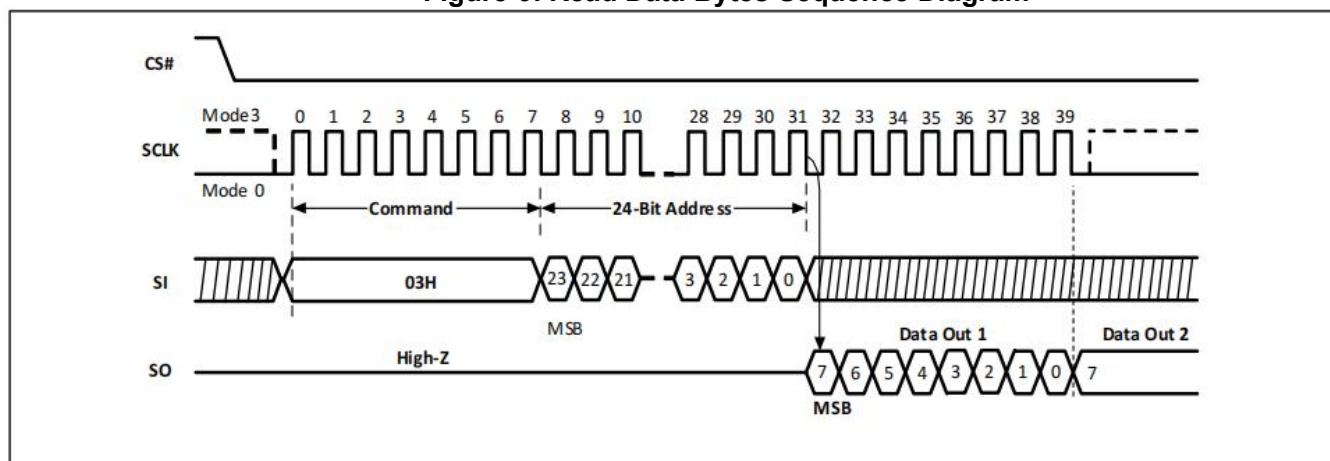 Figure 6. Read Data Bytes Sequence Diagram
CS#
Mode3 0 1 2 3 4 5 6 7 8 9 10 28 29 30 31 32 33 34 35 36 37 38 39
SCLK
Mode 0
Command 24-Bit Address
SI 03H 23 22 21 3 2 1 0
MSB
High-Z Data Out 1 Data Out 2
SO 7 6 5 4 3 2 1 0 7
MSB